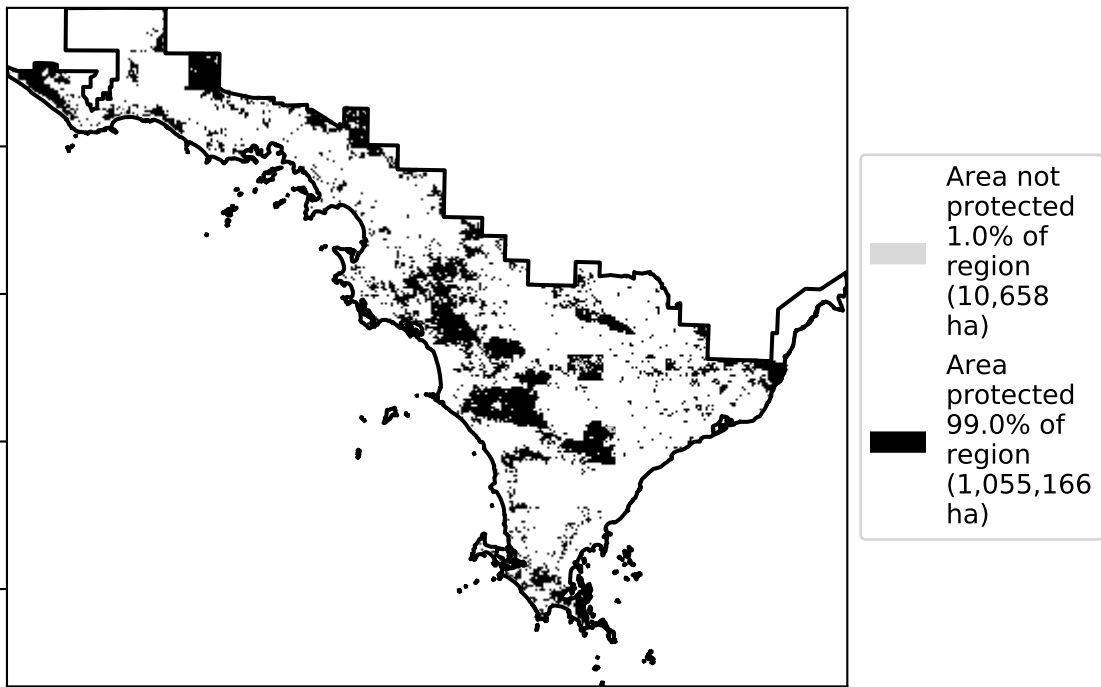 Area not
protected
1.0% of
region
(10,658
ha)
Area
protected
99.0% of
region
(1,055,166
ha)